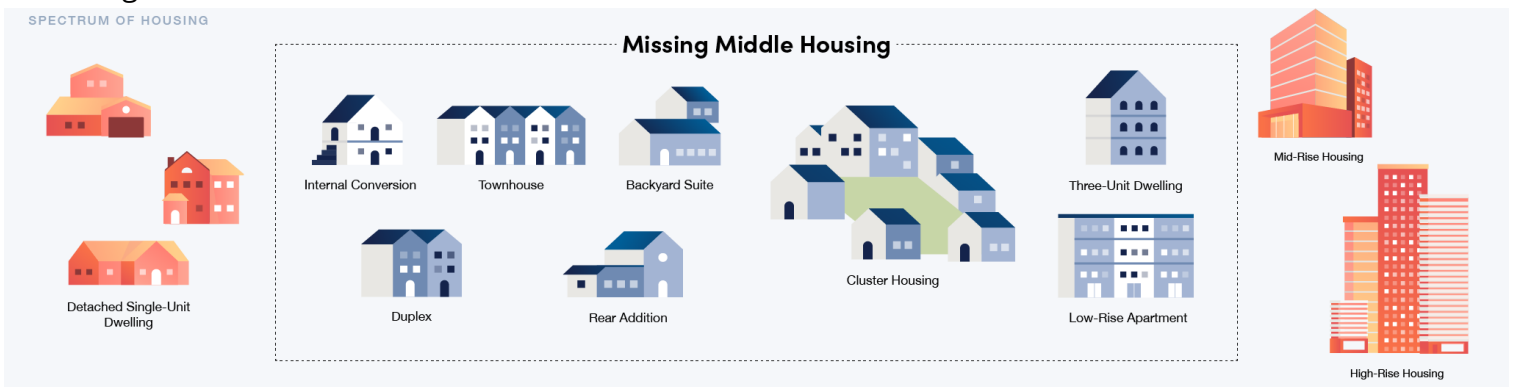 SPECTRUM OF HOUSING
Missing Middle Housing
Internal Conversion
Townhouse
Backyard Suite
Three-Unit Dwelling
Mid-Rise Housing
Detached Single-Unit
Dwelling
Duplex
Rear Addition
Cluster Housing
Low-Rise Apartment
High-Rise Housing